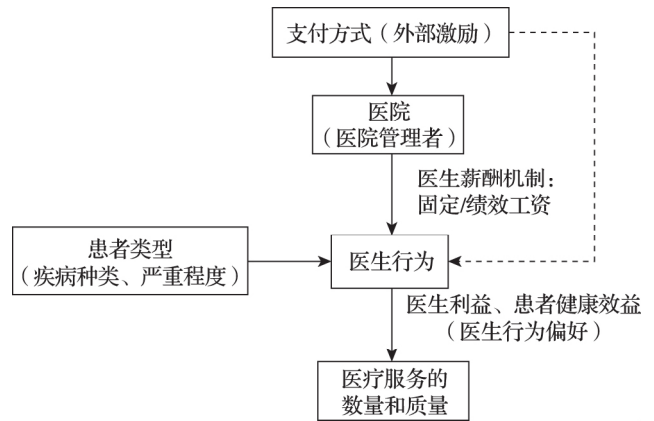 支付方式（外部激励）
医院
（医院管理者）
医生薪酬机制：
固定/绩效工资
患者类型
（疾病种类、严重程度）
医生行为
医生利益、患者健康效益
（医生行为偏好）
医疗服务的
数量和质量